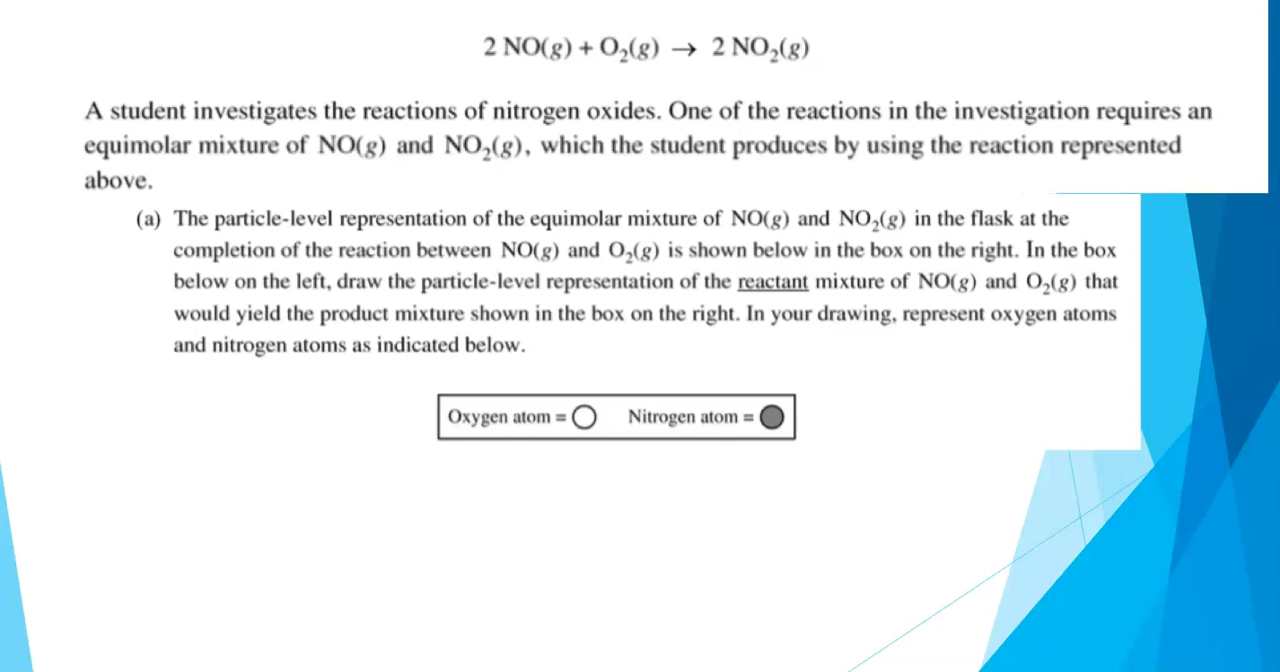 2 NO(g) + O₂(g) → 2 NO₂(g)
A student investigates the reactions of nitrogen oxides. One of the reactions in the investigation requires an
equimolar mixture of NO(g) and NO₂(g), which the student produces by using the reaction represented
above.
(a) The particle-level representation of the equimolar mixture of NO(g) and NO₂(g) in the flask at the
completion of the reaction between NO(g) and O₂(g) is shown below in the box on the right. In the box
below on the left, draw the particle-level representation of the reactant mixture of NO(g) and O₂(g) that
would yield the product mixture shown in the box on the right. In your drawing, represent oxygen atoms
and nitrogen atoms as indicated below.
Oxygen atom = Nitrogen atom =